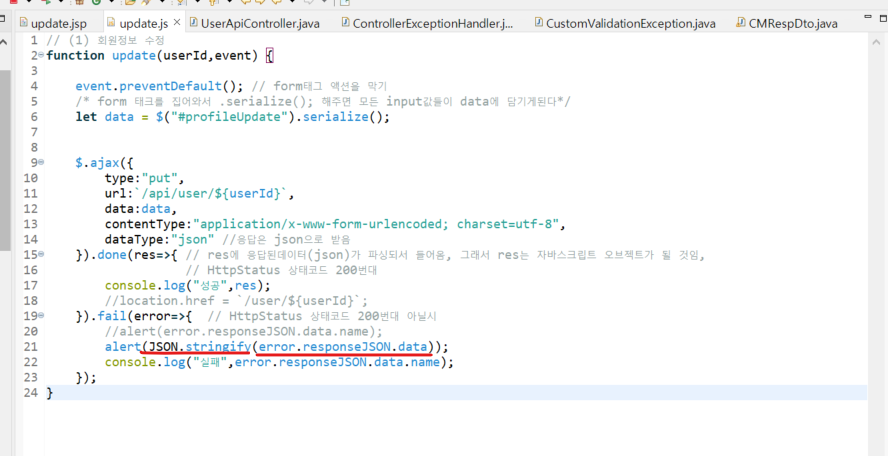 update.jsp update.js UserApiController.java ControllerExceptionHandler.j... CustomValidationException.java CMRespDto.java
1 // (1) 회원정보 수정
2 function update(userId,event) {
3
4 event.preventDefault(); // form태그 액션을 막기
5 /* form 태크를 집어와서 .serialize(); 해주면 모든 input값들이 data에 담기게된다*/
6 let data = $("#profileUpdate").serialize();
7
8
9 $.ajax({
10 type:"put",
11 url:`/api/user/${userId}`,
12 data:data,
13 contentType:"application/x-www-form-urlencoded; charset=utf-8",
14 dataType:"json" //응답은 json으로 받음
15 }).done(res=>{ // res에 응답된데이터(json)가 파싱되서 들어옴, 그래서 res는 자바스크립트 오브젝트가 될 것임,
16 // HttpStatus 상태코드 200번대
17 console.log("성공",res);
18 //location.href = `/user/${userId}`;
19 }).fail(error=>{ // HttpStatus 상태코드 200번대 아닐시
20 //alert(error.responseJSON.data.name);
21 alert(JSON.stringify(error.responseJSON.data));
22 console.log("실패",error.responseJSON.data.name);
23 });
24 }